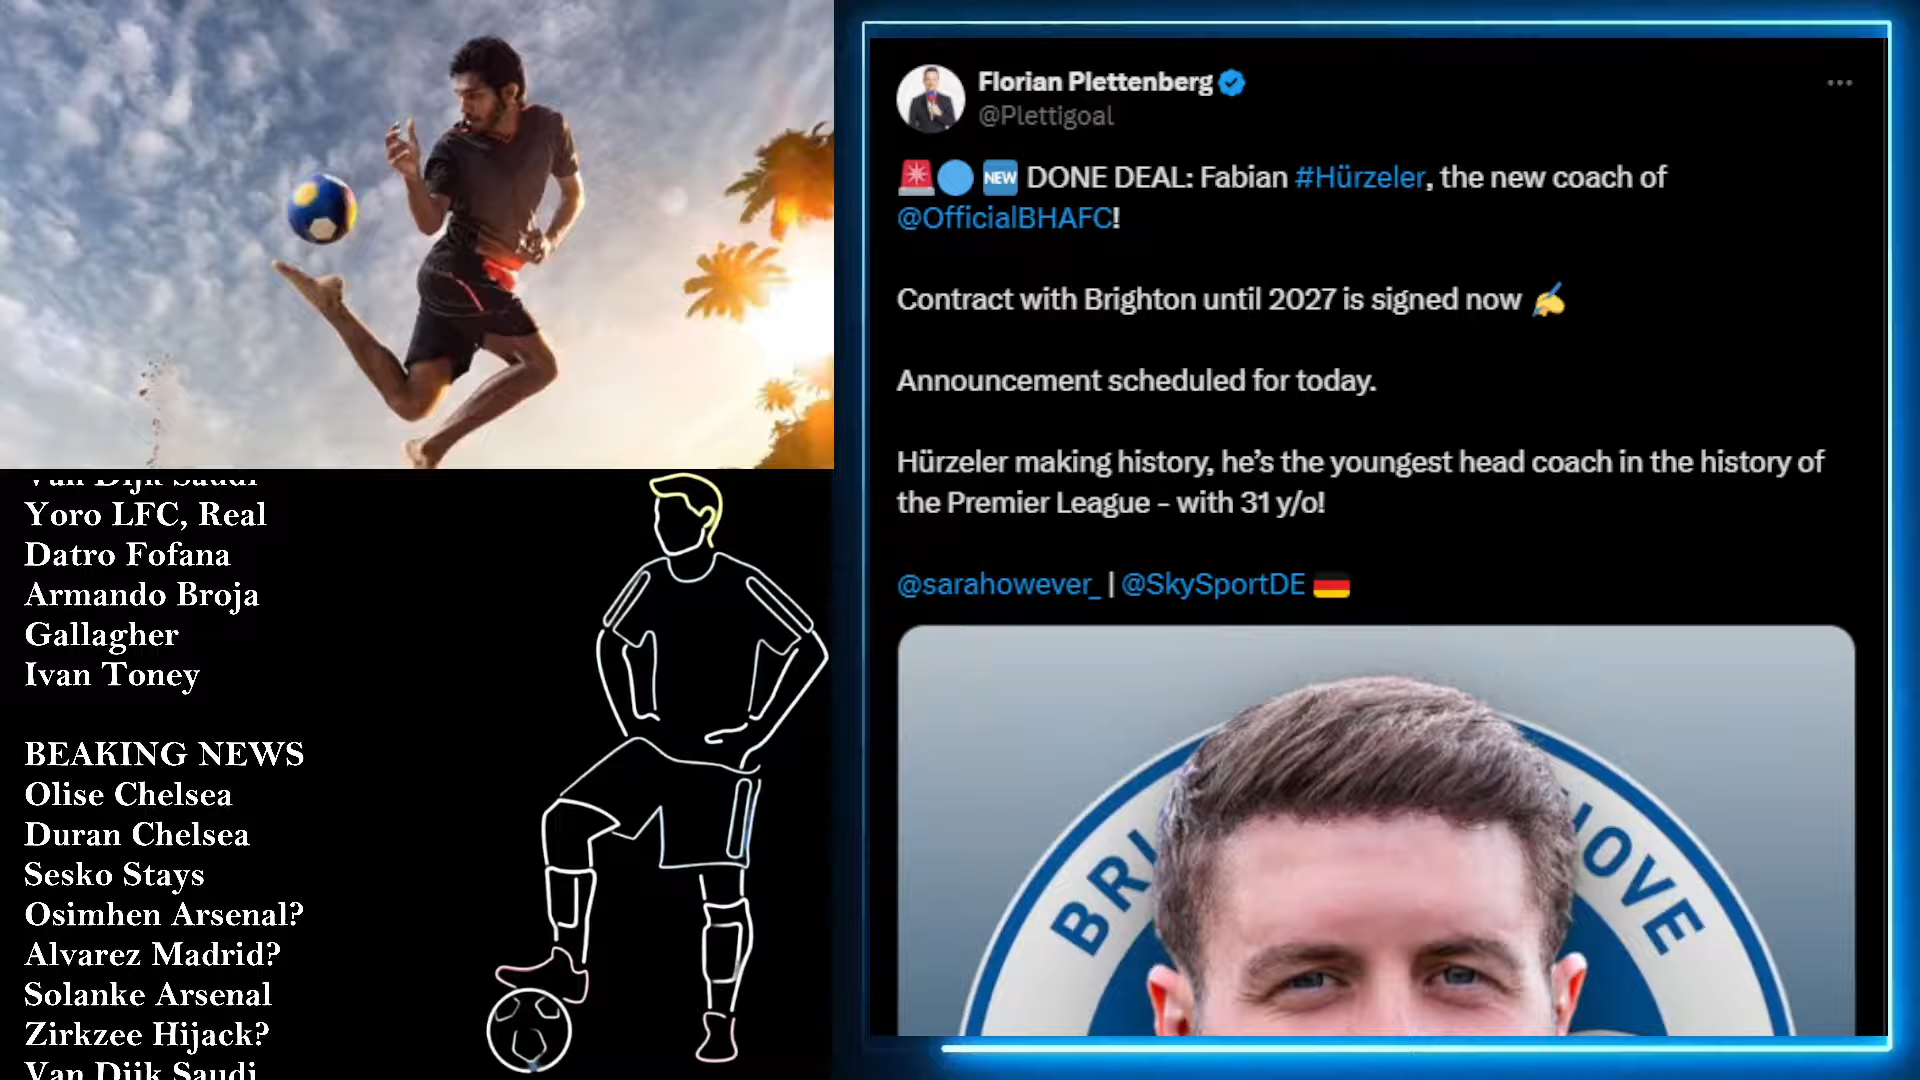 Van Dijk Saudi
Yoro LFC, Real
Datro Fofana
Armando Broja
Gallagher
Ivan Toney
BEAKING NEWS
Olise Chelsea
Duran Chelsea
Sesko Stays
Osimhen Arsenal?
Alvarez Madrid?
Solanke Arsenal
Zirkzee Hijack?
Van Dijk Saudi
Florian Plettenberg
@Plettigoal
NEW DONE DEAL: Fabian #Hürzeler, the new coach of
@OfficialBHAFC!
Contract with Brighton until 2027 is signed now
Announcement scheduled for today.
Hürzeler making history, he's the youngest head coach in the history of
the Premier League – with 31 y/o!
@sarahowever_ | @SkySportDE